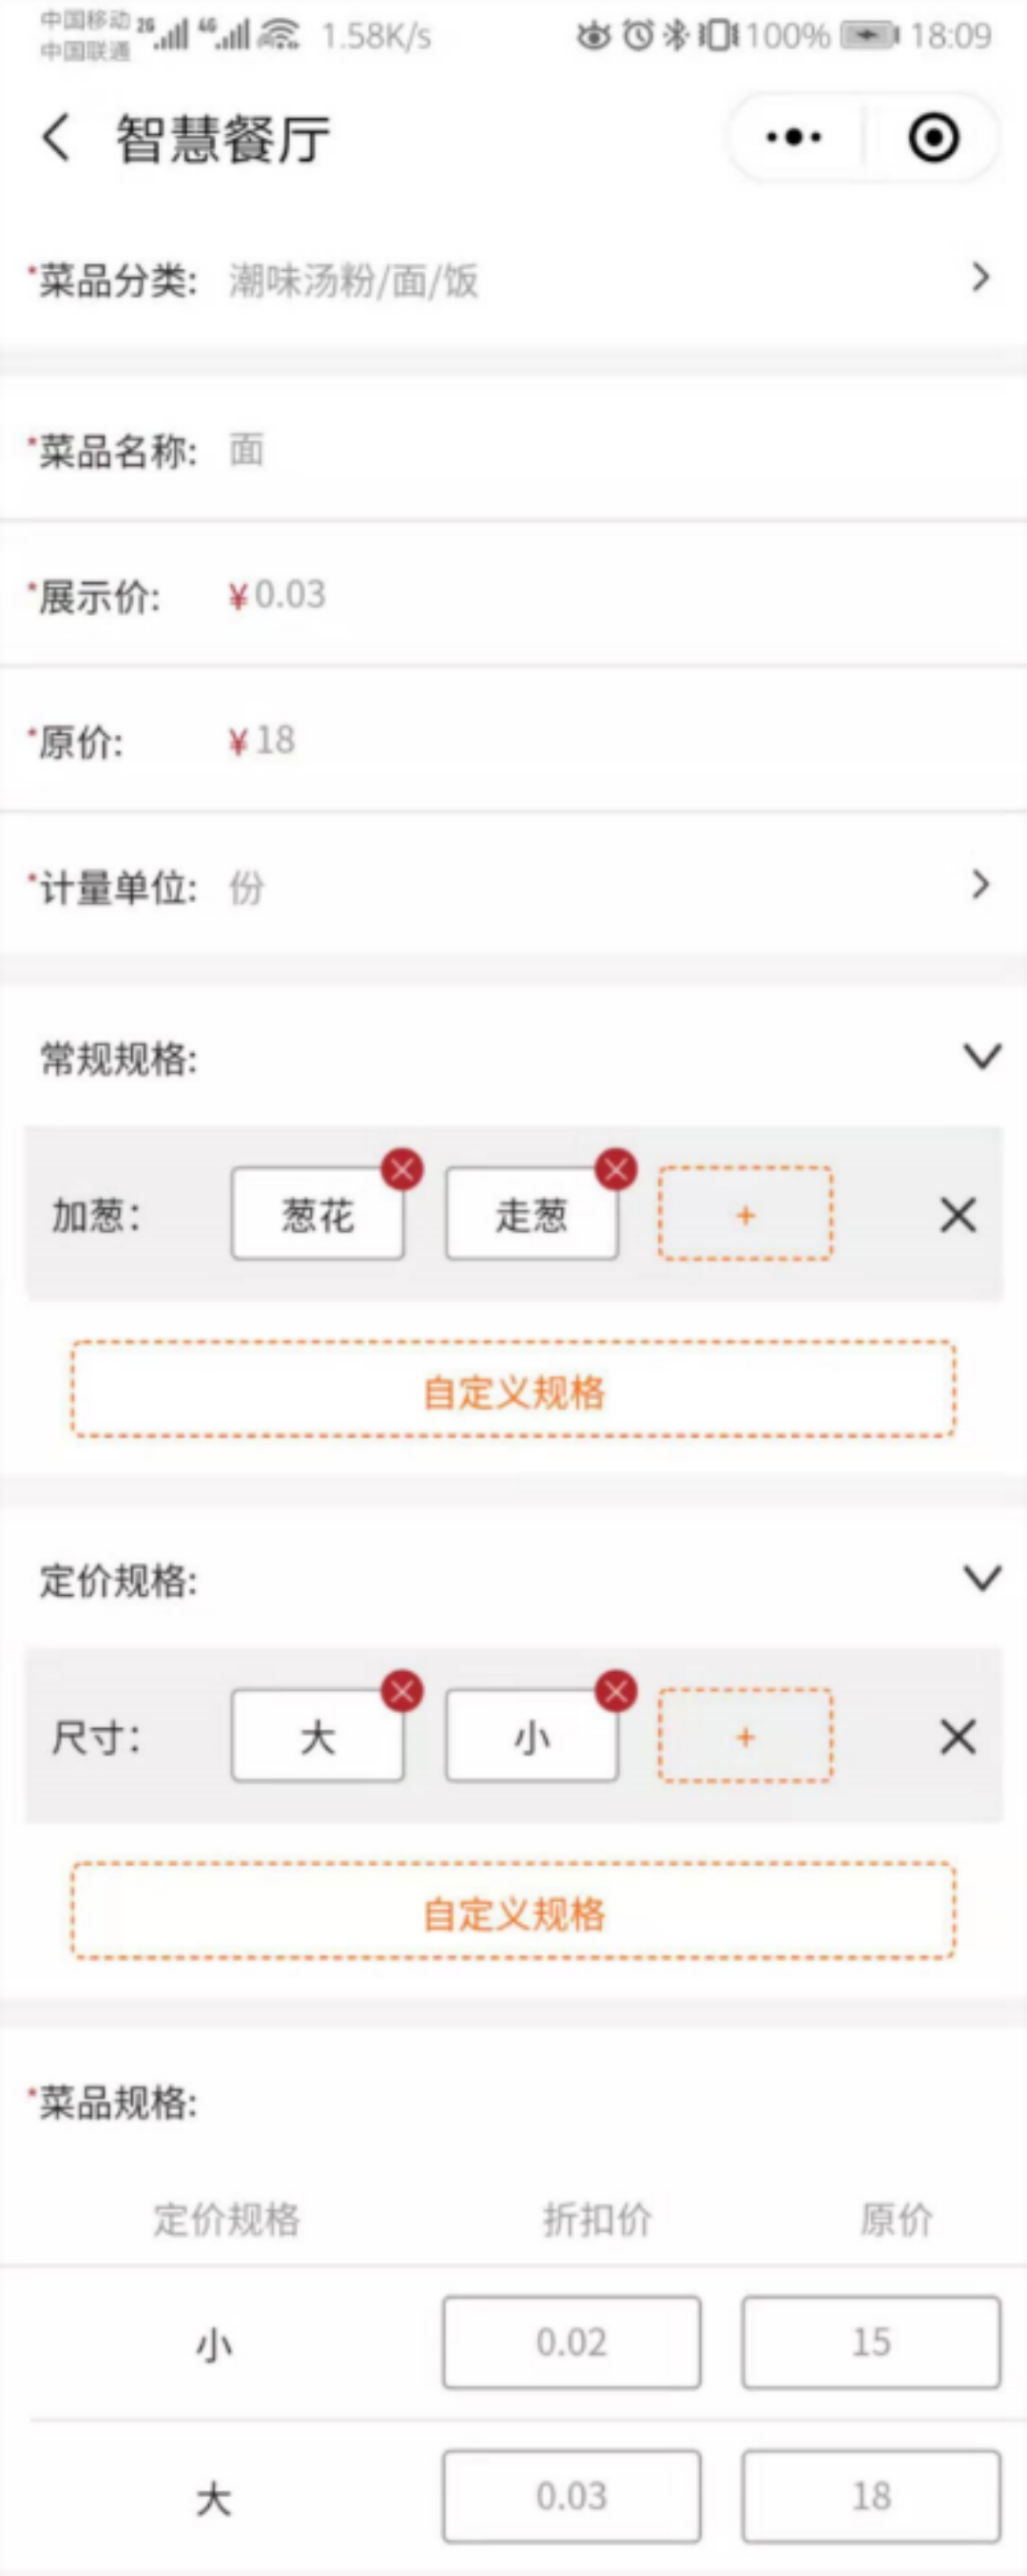 中国移动 2G 4G 1.58K/s 100% 18:09
中国联通
智慧餐厅
*菜品分类: 潮味汤粉/面/饭
*菜品名称: 面
*展示价: ¥0.03
*原价: ¥18
*计量单位: 份
常规规格:
加葱: 葱花 走葱 +
自定义规格
定价规格:
尺寸: 大 小 +
自定义规格
*菜品规格:
定价规格 折扣价 原价
小 0.02 15
大 0.03 18